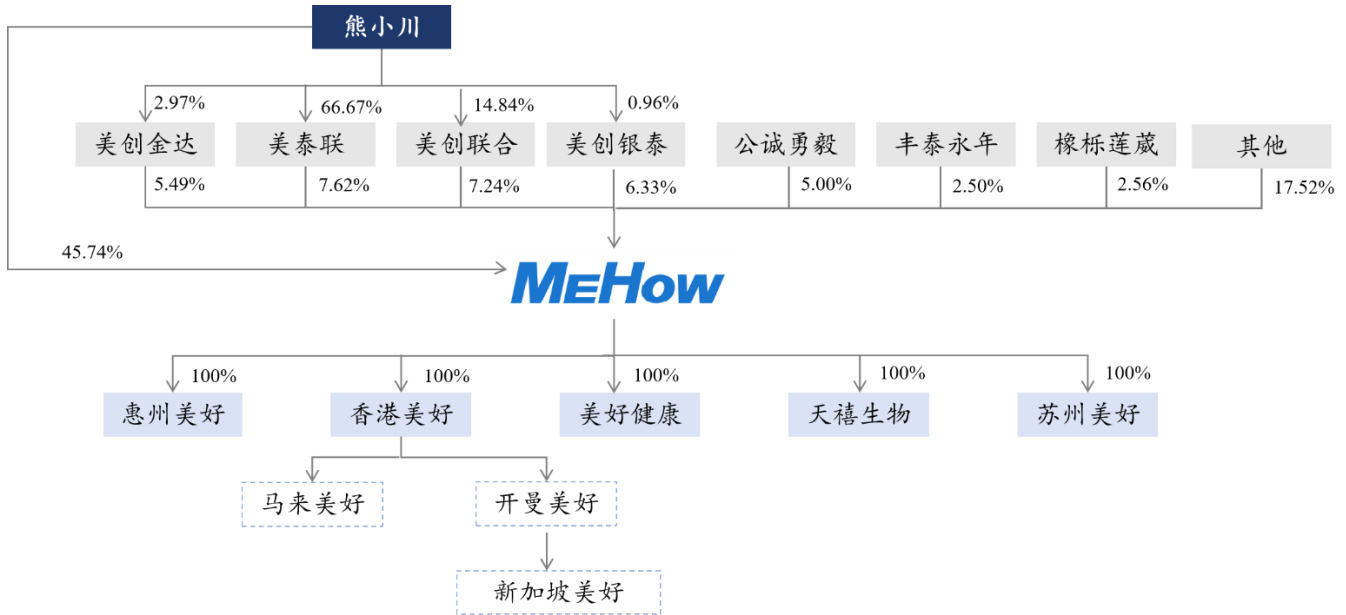 熊小川
2.97%
66.67%
14.84%
0.96%
美创金达
美泰联
美创联合
美创银泰
公诚勇毅
丰泰永年
橡栎莲葳
其他
5.49%
7.62%
7.24%
6.33%
5.00%
2.50%
2.56%
17.52%
45.74%
MEHOW
100%
100%
100%
100%
100%
惠州美好
香港美好
美好健康
天禧生物
苏州美好
马来美好
开曼美好
新加坡美好